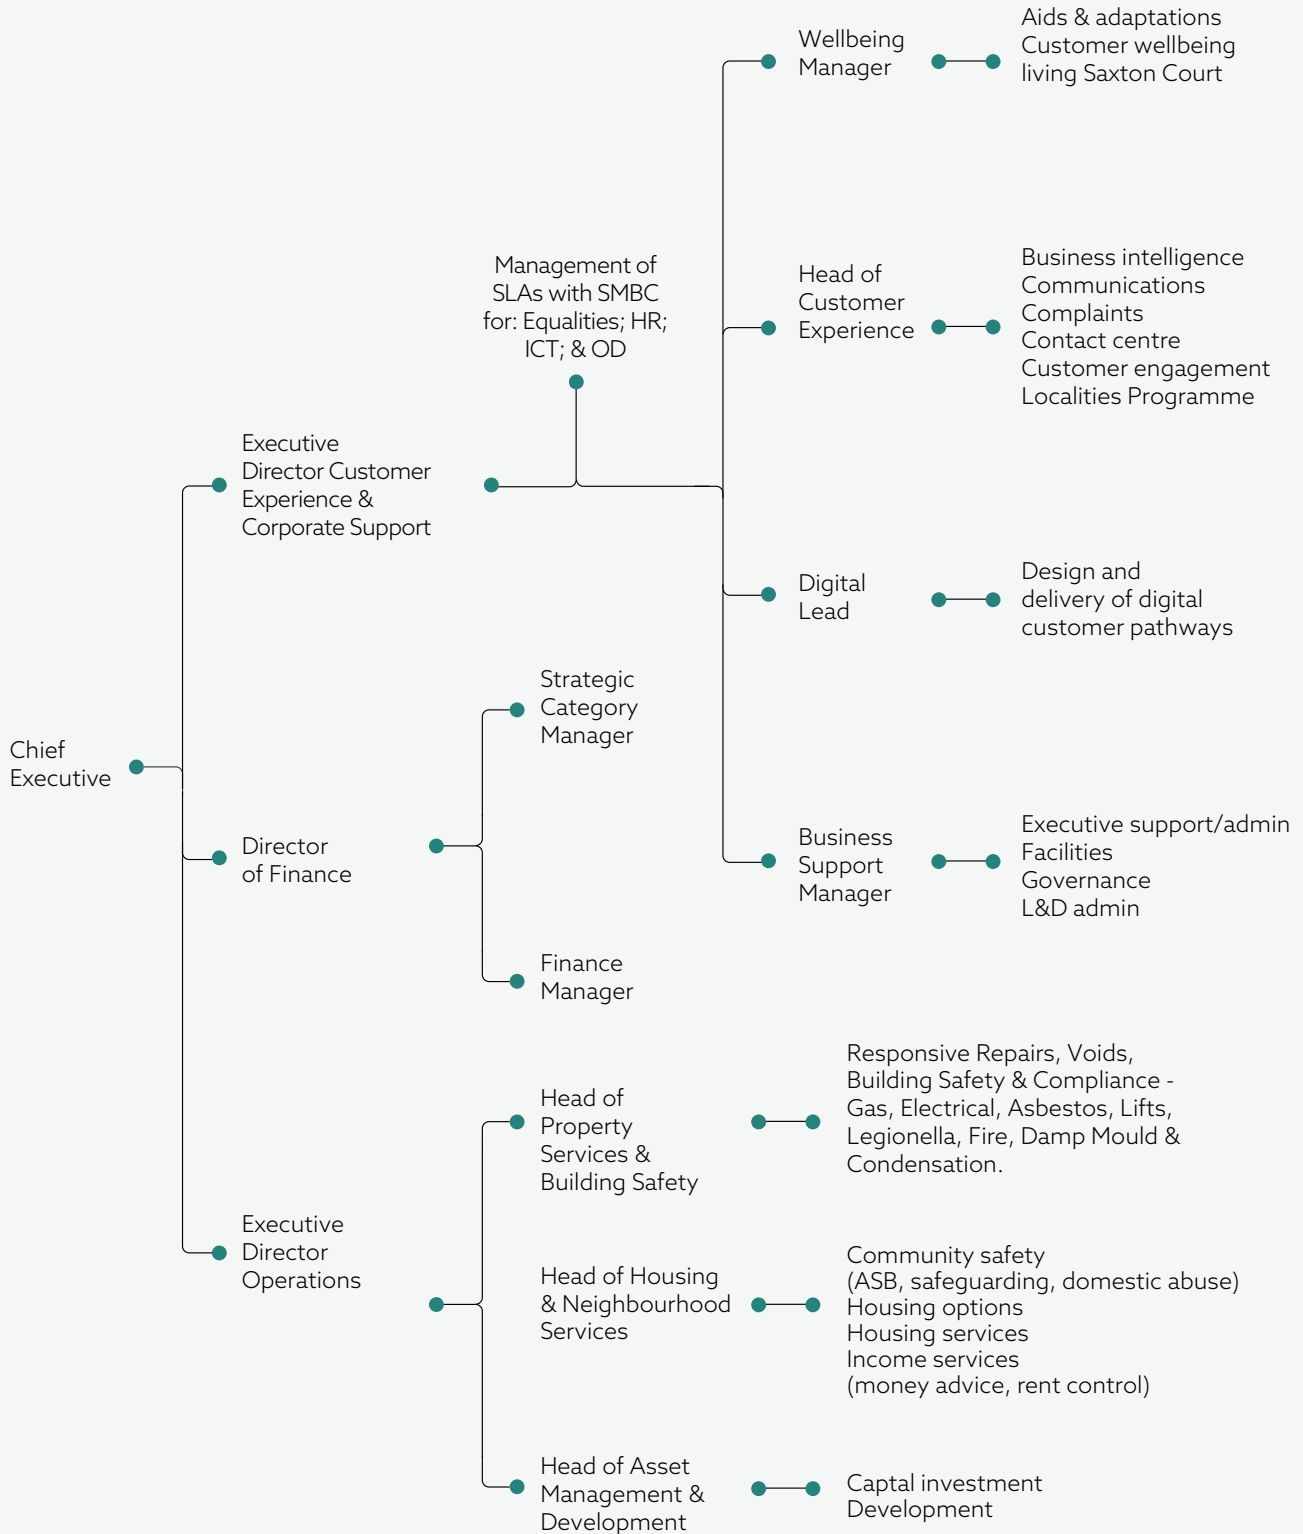 Chief
Executive
Executive
Director Customer
Experience &
Corporate Support
Management of
SLAs with SMBC
for: Equalities; HR;
ICT; & OD
Wellbeing
Manager
Aids & adaptations
Customer wellbeing
living Saxton Court
Head of
Customer
Experience
Business intelligence
Communications
Complaints
Contact centre
Customer engagement
Localities Programme
Digital
Lead
Design and
delivery of digital
customer pathways
Business
Support
Manager
Executive support/admin
Facilities
Governance
L&D admin
Director
of Finance
Strategic
Category
Manager
Finance
Manager
Executive
Director
Operations
Head of
Property
Services &
Building Safety
Responsive Repairs, Voids,
Building Safety & Compliance -
Gas, Electrical, Asbestos, Lifts,
Legionella, Fire, Damp Mould &
Condensation.
Head of Housing
& Neighbourhood
Services
Community safety
(ASB, safeguarding, domestic abuse)
Housing options
Housing services
Income services
(money advice, rent control)
Head of Asset
Management &
Development
Captal investment
Development